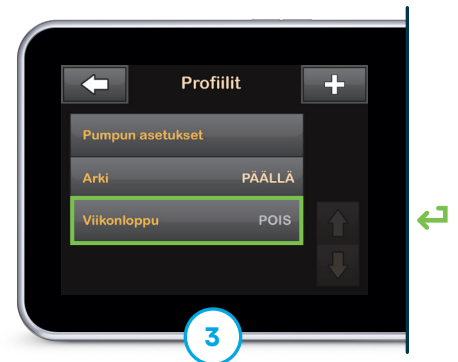 Profiilit
Pumpun asetukset
Arki PÄÄLLÄ
Viikonloppu POIS
3